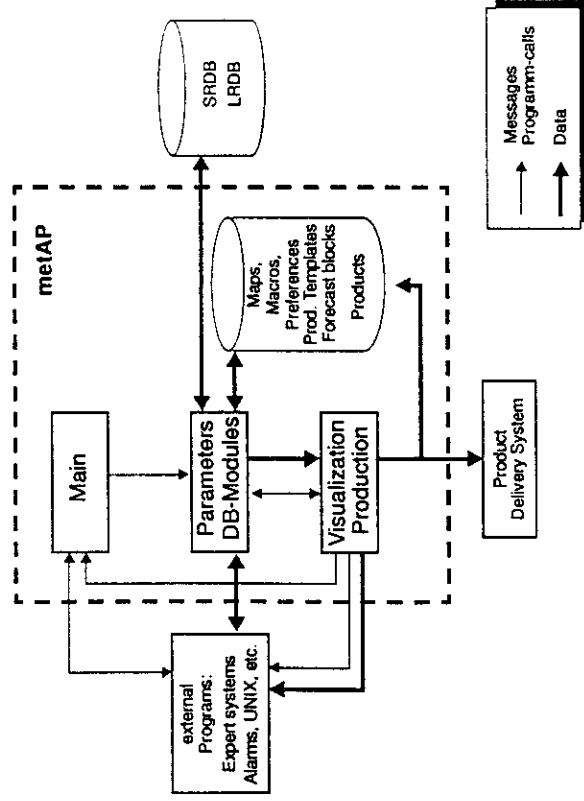 metAP
Main
external
Programs:
Expert systems
Alarms, UNIX, etc.
Parameters
DB-Modules
SRDB
LRDB
Maps,
Macros,
Preferences
Prod. Templates
Forecast blocks
Products
Visualization
Production
Product
Delivery System
Messages
Programm-calls
Data